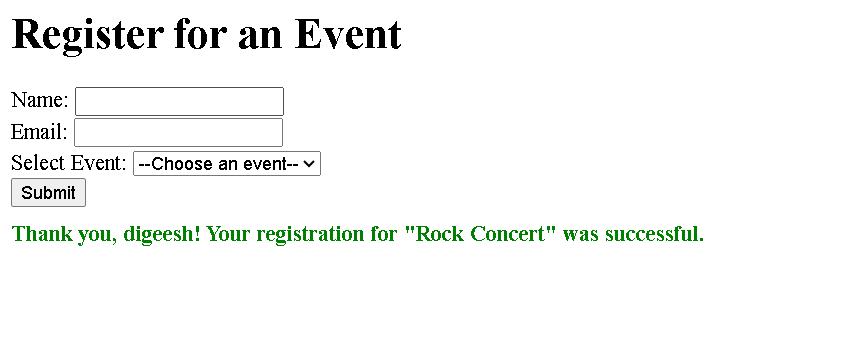 Register for an Event
Name:
Email:
Select Event: --Choose an event--
Submit
Thank you, digeesh! Your registration for "Rock Concert" was successful.